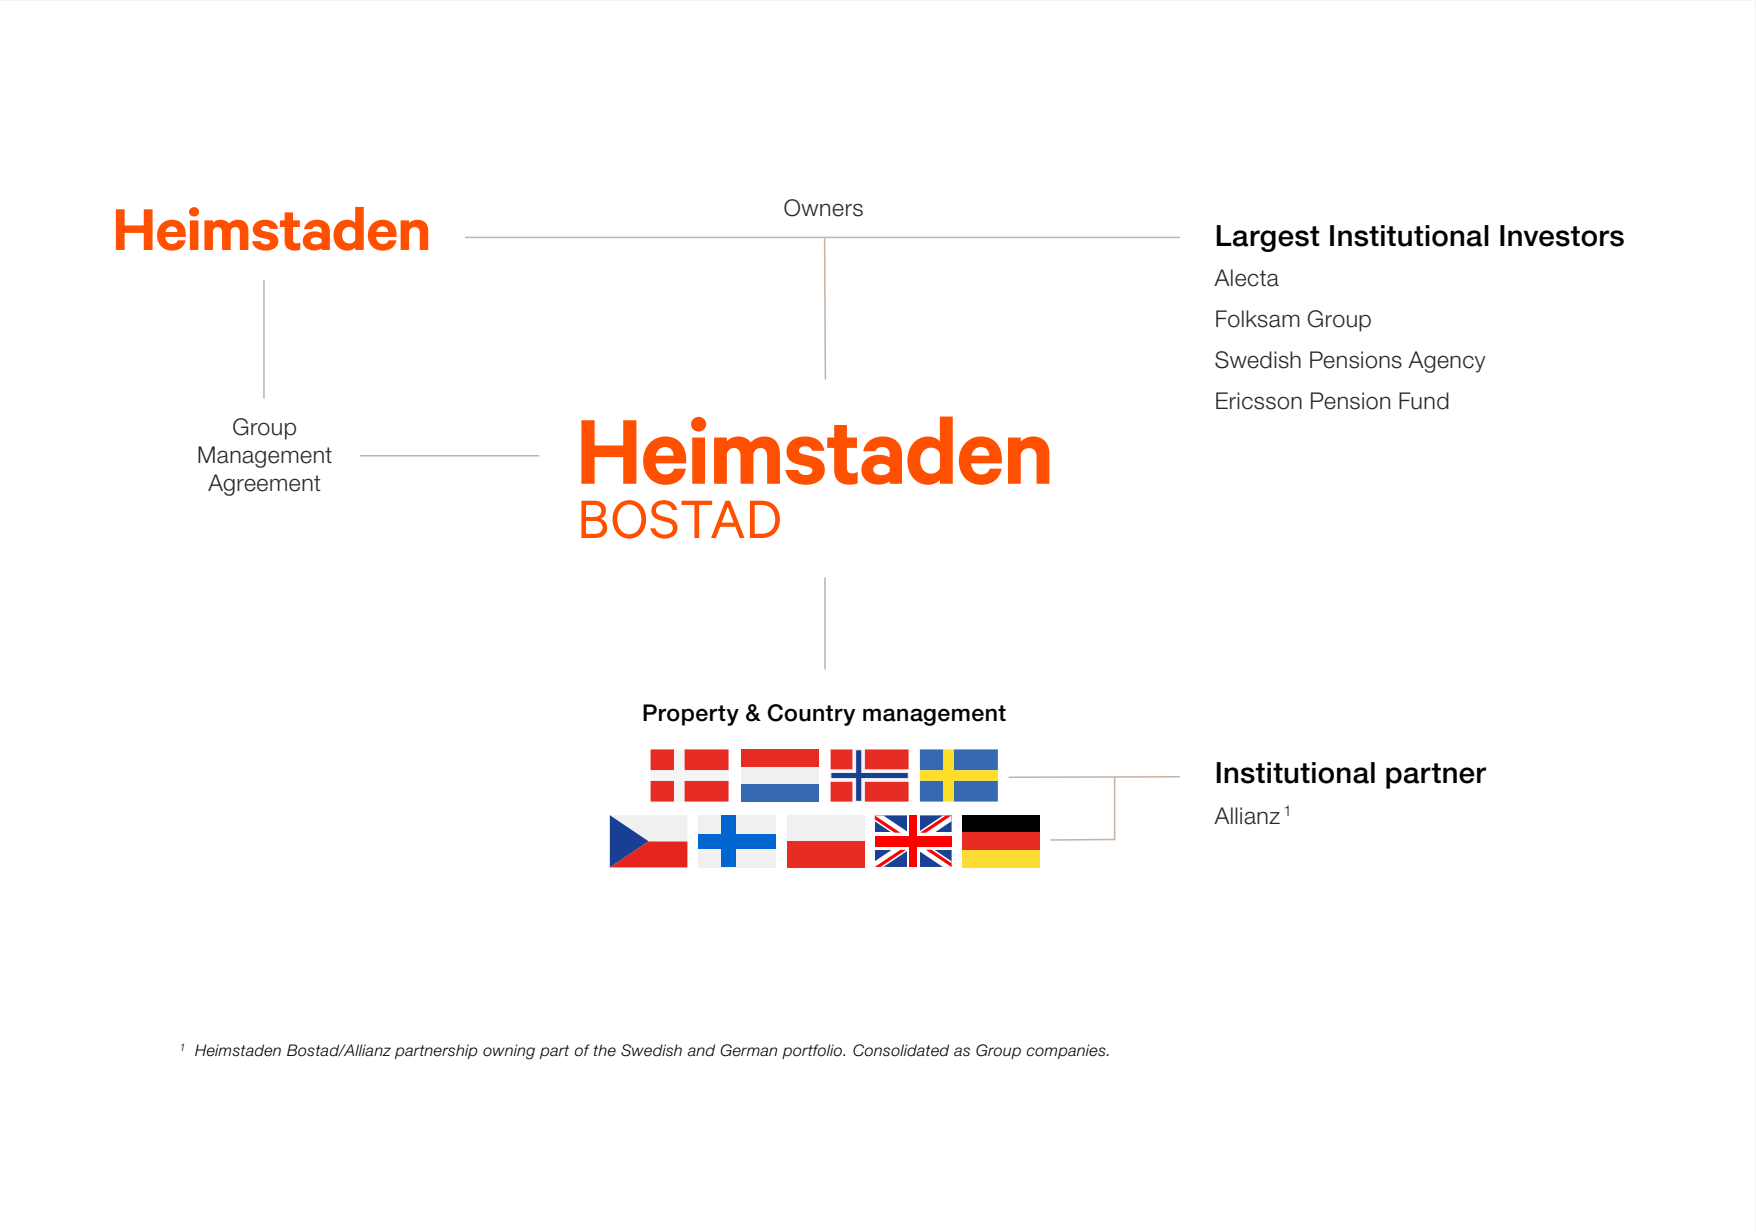 Owners
Heimstaden
Largest Institutional Investors
Alecta
Folksam Group
Swedish Pensions Agency
Ericsson Pension Fund
Group
Management
Agreement
Heimstaden
BOSTAD
Property & Country management
Institutional partner
Allianz ¹
¹ Heimstaden Bostad/Allianz partnership owning part of the Swedish and German portfolio. Consolidated as Group companies.